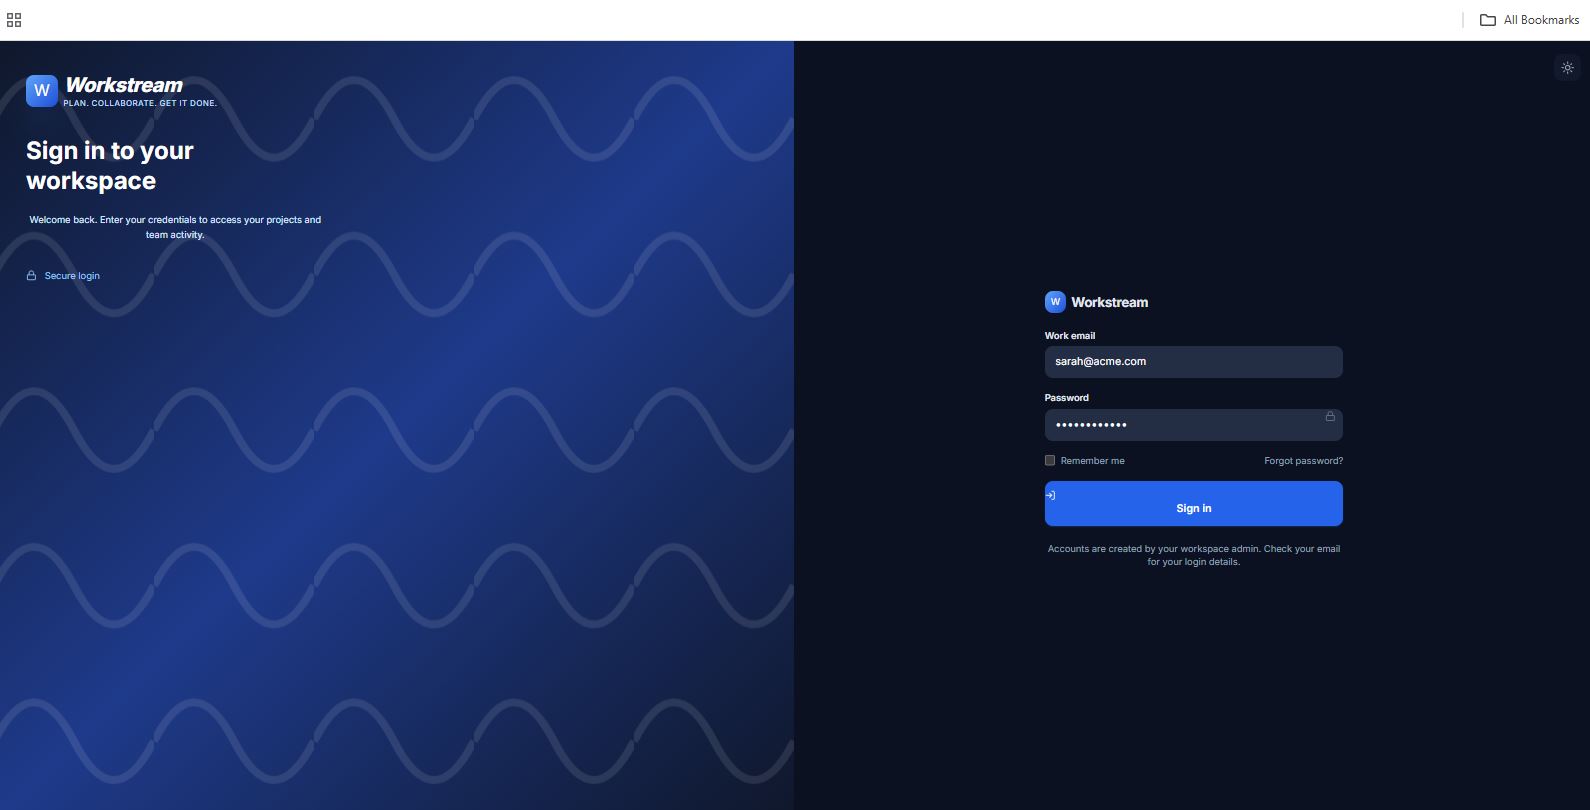 All Bookmarks
W
Workstream
PLAN. COLLABORATE. GET IT DONE.
Sign in to your
workspace
Welcome back. Enter your credentials to access your projects and
team activity.
Secure login
W
Workstream
Work email
sarah@acme.com
Password
••••••••••••
Remember me
Forgot password?
Sign in
Accounts are created by your workspace admin. Check your email
for your login details.